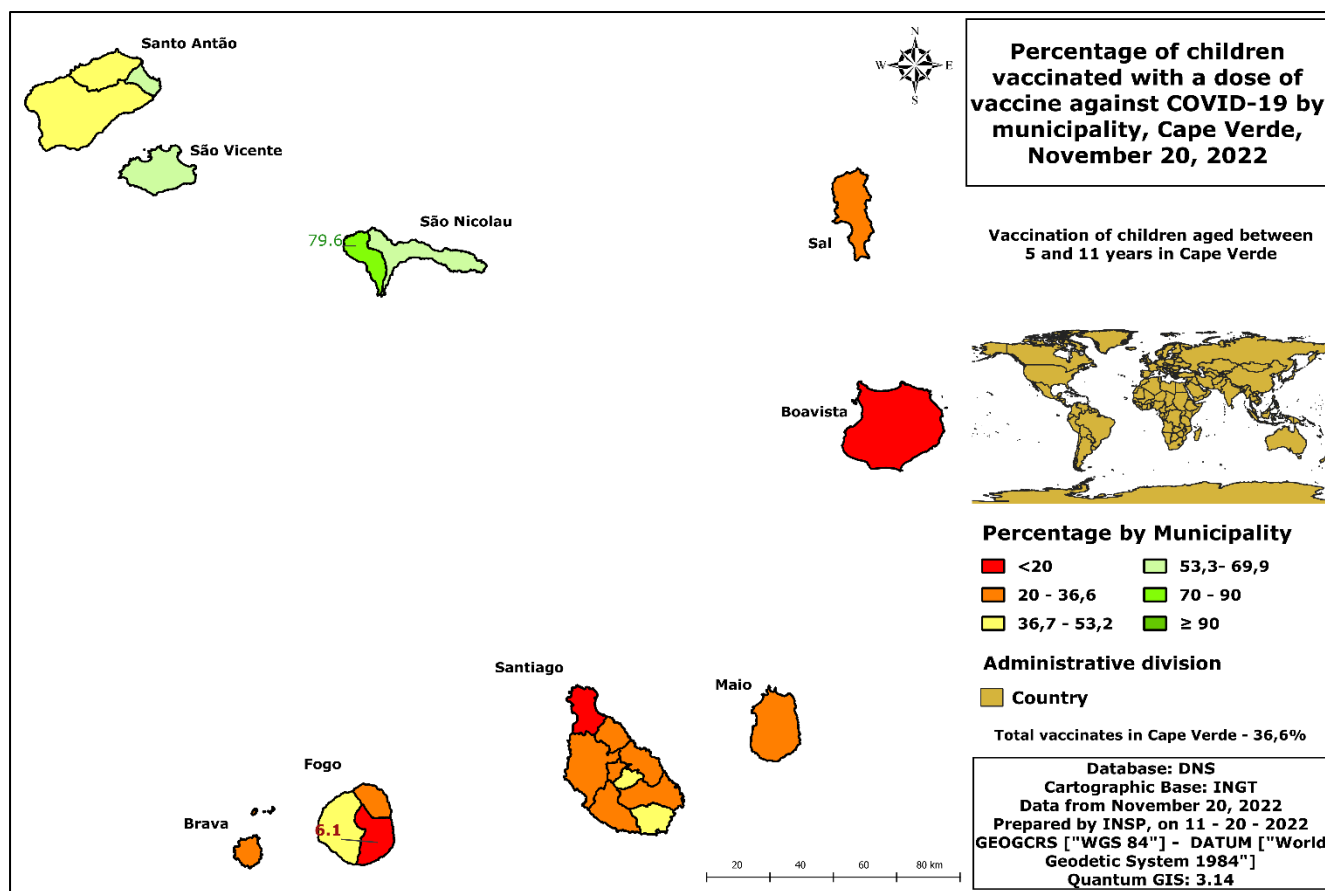 Santo Antão
São Vicente
São Nicolau
79.6
N
W E
S
Sal
Boavista
Santiago
Maio
Fogo
6.1
Brava
20 40 60 80 km
Percentage of children
vaccinated with a dose of
vaccine against COVID-19 by
municipality, Cape Verde,
November 20, 2022
Vaccination of children aged between
5 and 11 years in Cape Verde
Percentage by Municipality
<20
20 - 36,6
36,7 - 53,2
53,3- 69,9
70 - 90
≥ 90
Administrative division
Country
Total vaccinates in Cape Verde - 36,6%
Database: DNS
Cartographic Base: INGT
Data from November 20, 2022
Prepared by INSP, on 11 - 20 - 2022
GEOGCRS ["WGS 84"] - DATUM ["World
Geodetic System 1984"]
Quantum GIS: 3.14